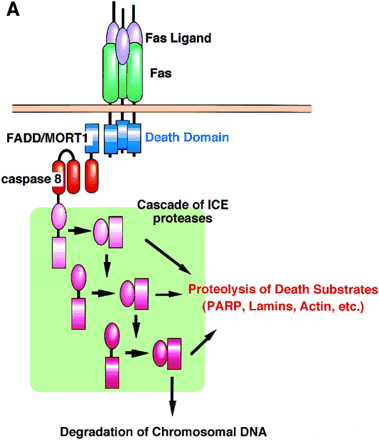 A
Fas Ligand
Fas
FADD/MORT1
Death Domain
caspase 8
Cascade of ICE
proteases
Proteolysis of Death Substrates
(PARP, Lamins, Actin, etc.)
Degradation of Chromosomal DNA